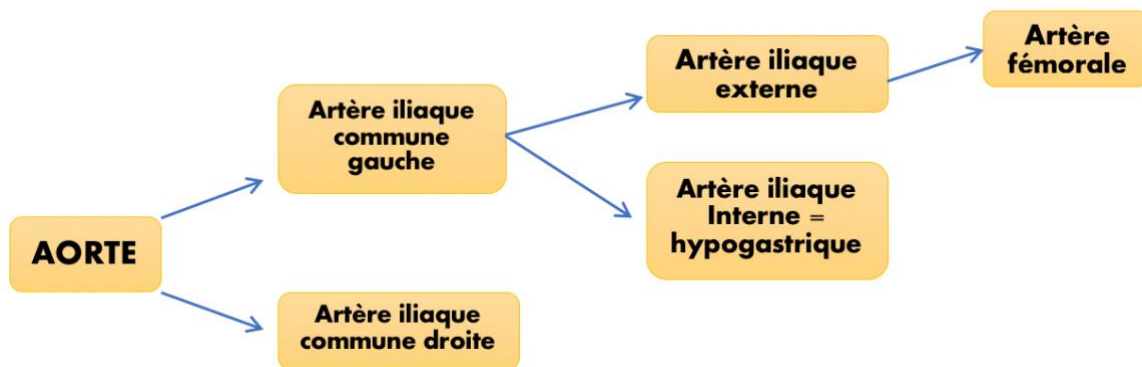 AORTE
Artère iliaque
commune
gauche
Artère iliaque
commune droite
Artère iliaque
externe
Artère iliaque
Interne =
hypogastrique
Artère
fémorale